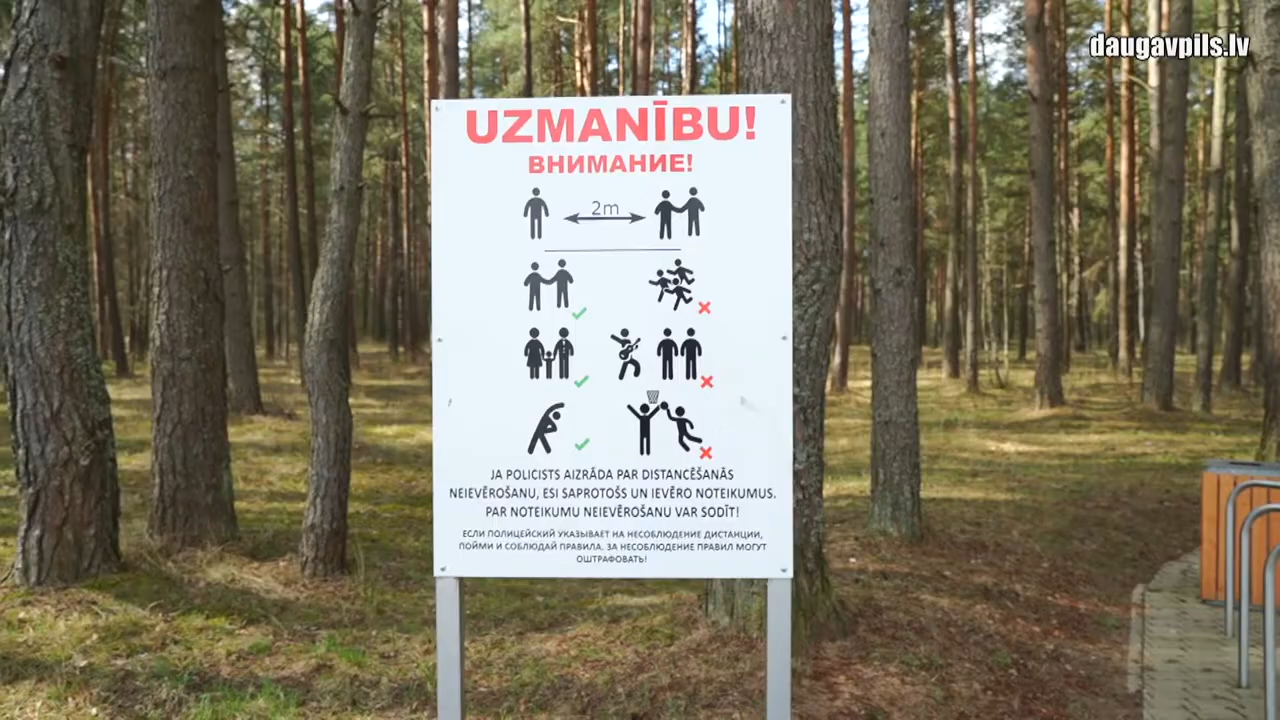 daugavpils.lv
UZMANĪBU!
ВНИМАНИЕ!
2m
JA POLICISTS AIZRĀDA PAR DISTANCĒŠANĀS
NEIEVĒROŠANU, ESI SAPROTOŠS UN IEVĒRO NOTEIKUMUS.
PAR NOTEIKUMU NEIEVĒROŠANU VAR SODĪT!
ЕСЛИ ПОЛИЦЕЙСКИЙ УКАЗЫВАЕТ НА НЕСОБЛЮДЕНИЕ ДИСТАНЦИИ,
ПОЙМИ И СОБЛЮДАЙ ПРАВИЛА. ЗА НЕСОБЛЮДЕНИЕ ПРАВИЛ МОГУТ
ОШТРАФОВАТЬ!